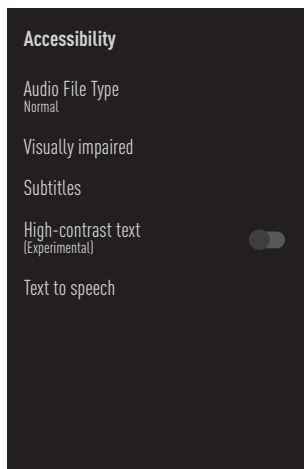 Accessibility
Audio File Type
Normal
Visually impaired
Subtitles
High-contrast text
(Experimental)
Text to speech